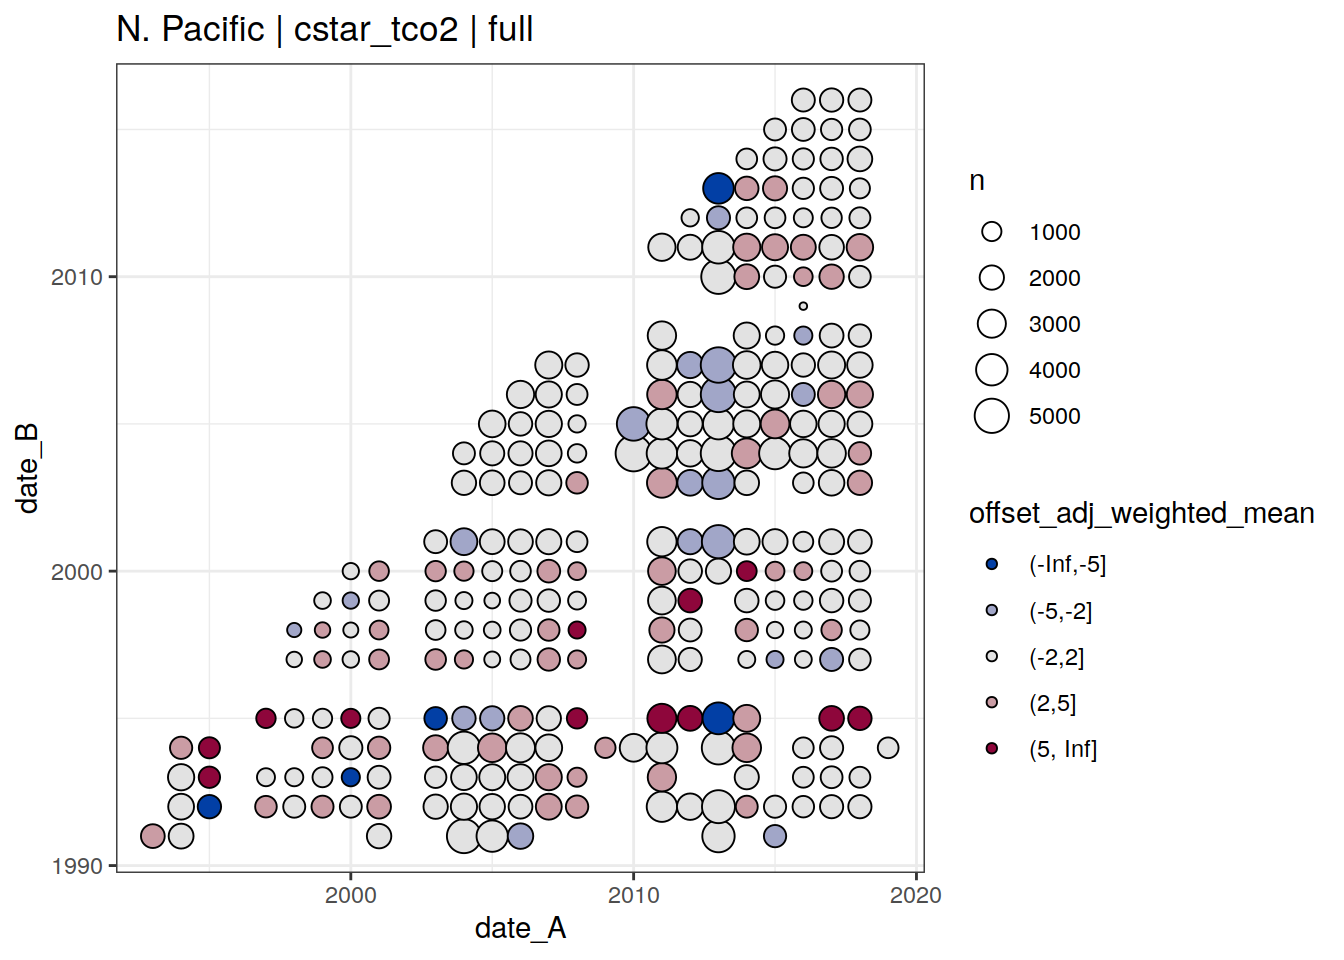 N. Pacific | cstar_tco2 | full
n
1000
2000
3000
4000
5000
offset_adj_weighted_mean
(-Inf,-5]
(-5,-2]
(-2,2]
(2,5]
(5, Inf]
date_B
2010
2000
1990
2000
2010
2020
date_A